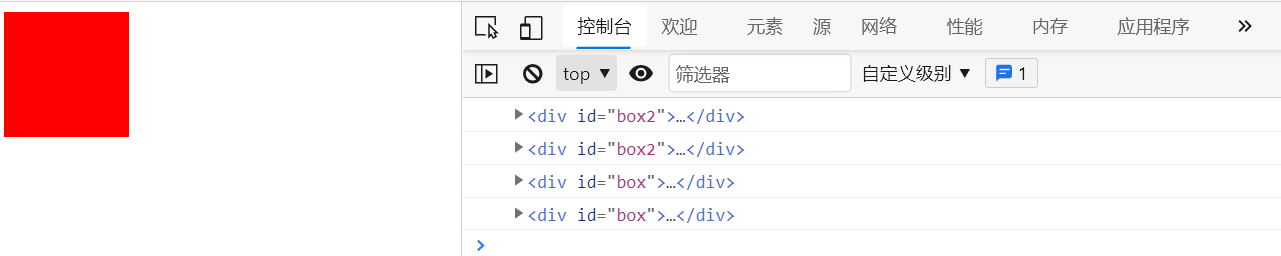 控制台 欢迎 元素 源 网络 性能 内存 应用程序
top ▼ 筛选器 自定义级别 ▼ 1
▶<div id="box2">…</div>
▶<div id="box2">…</div>
▶<div id="box">…</div>
▶<div id="box">…</div>